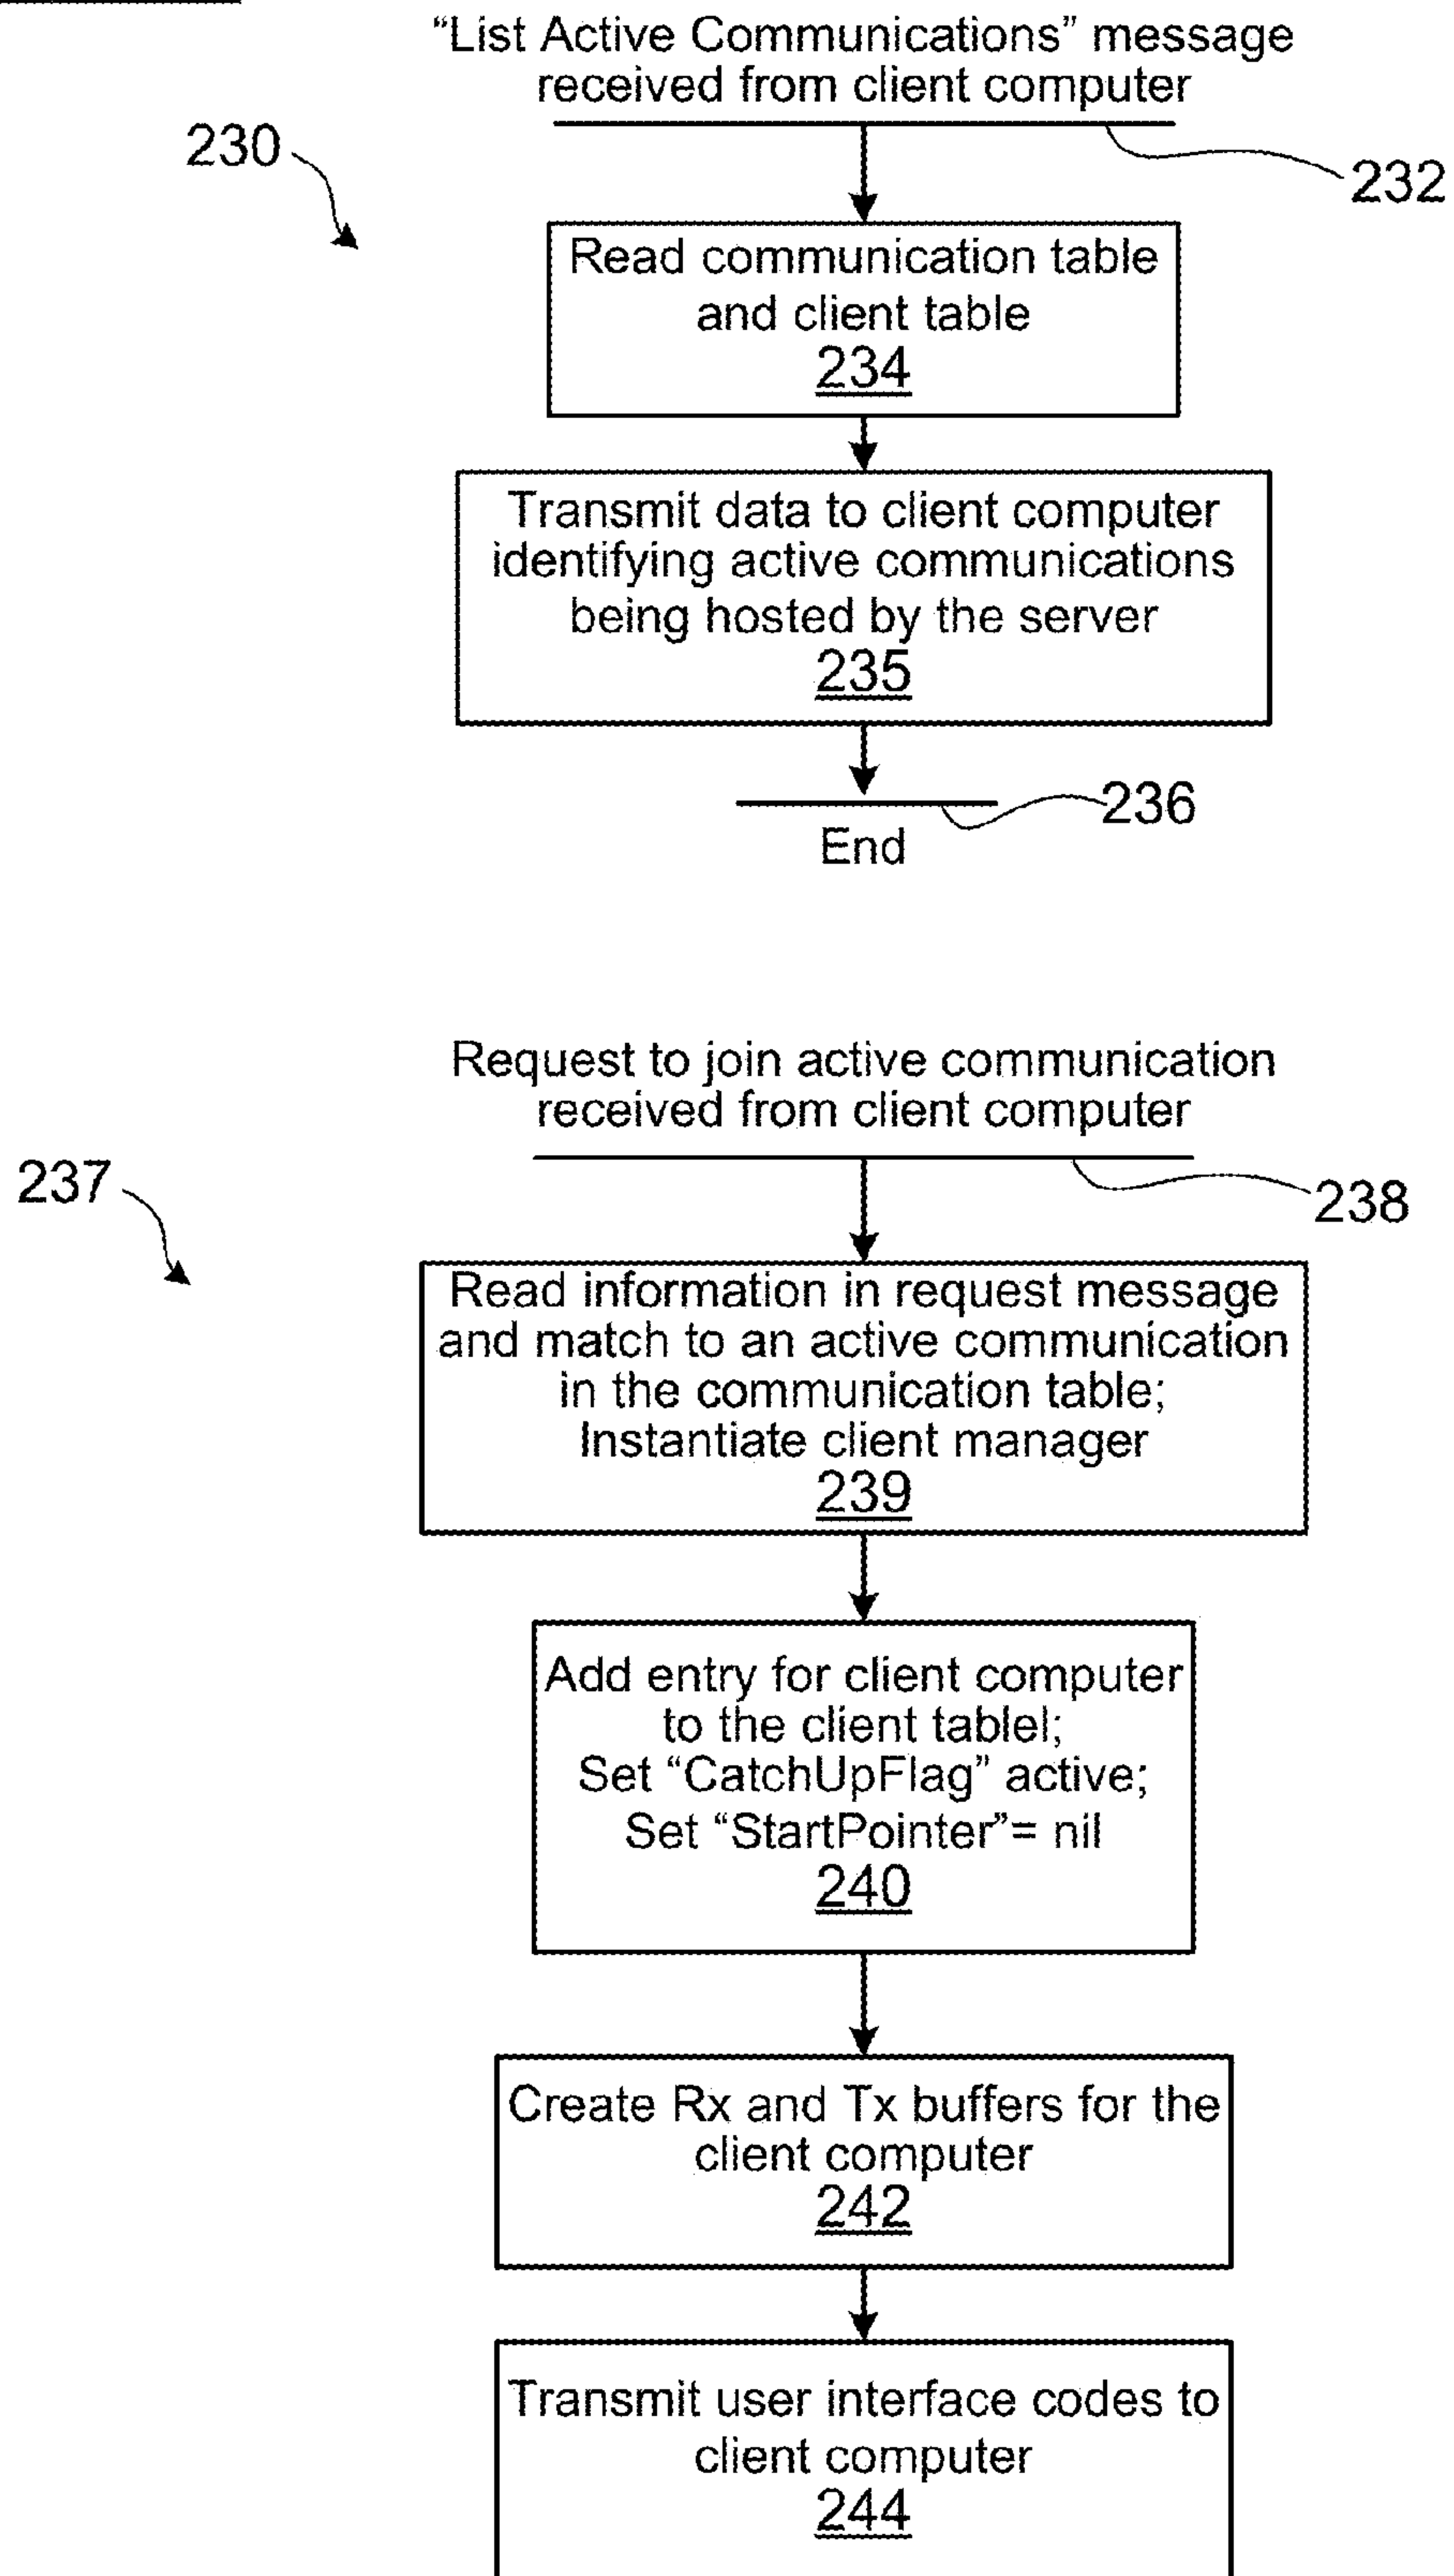 “List Active Communications” message
received from client computer
230
232
Read communication table
and client table
234
Transmit data to client computer
identifying active communications
being hosted by the server
235
236
End
Request to join active communication
received from client computer
237
238
Read information in request message
and match to an active communication
in the communication table;
Instantiate client manager
239
Add entry for client computer
to the client tablel;
Set “CatchUpFlag” active;
Set “StartPointer”= nil
240
Create Rx and Tx buffers for the
client computer
242
Transmit user interface codes to
client computer
244